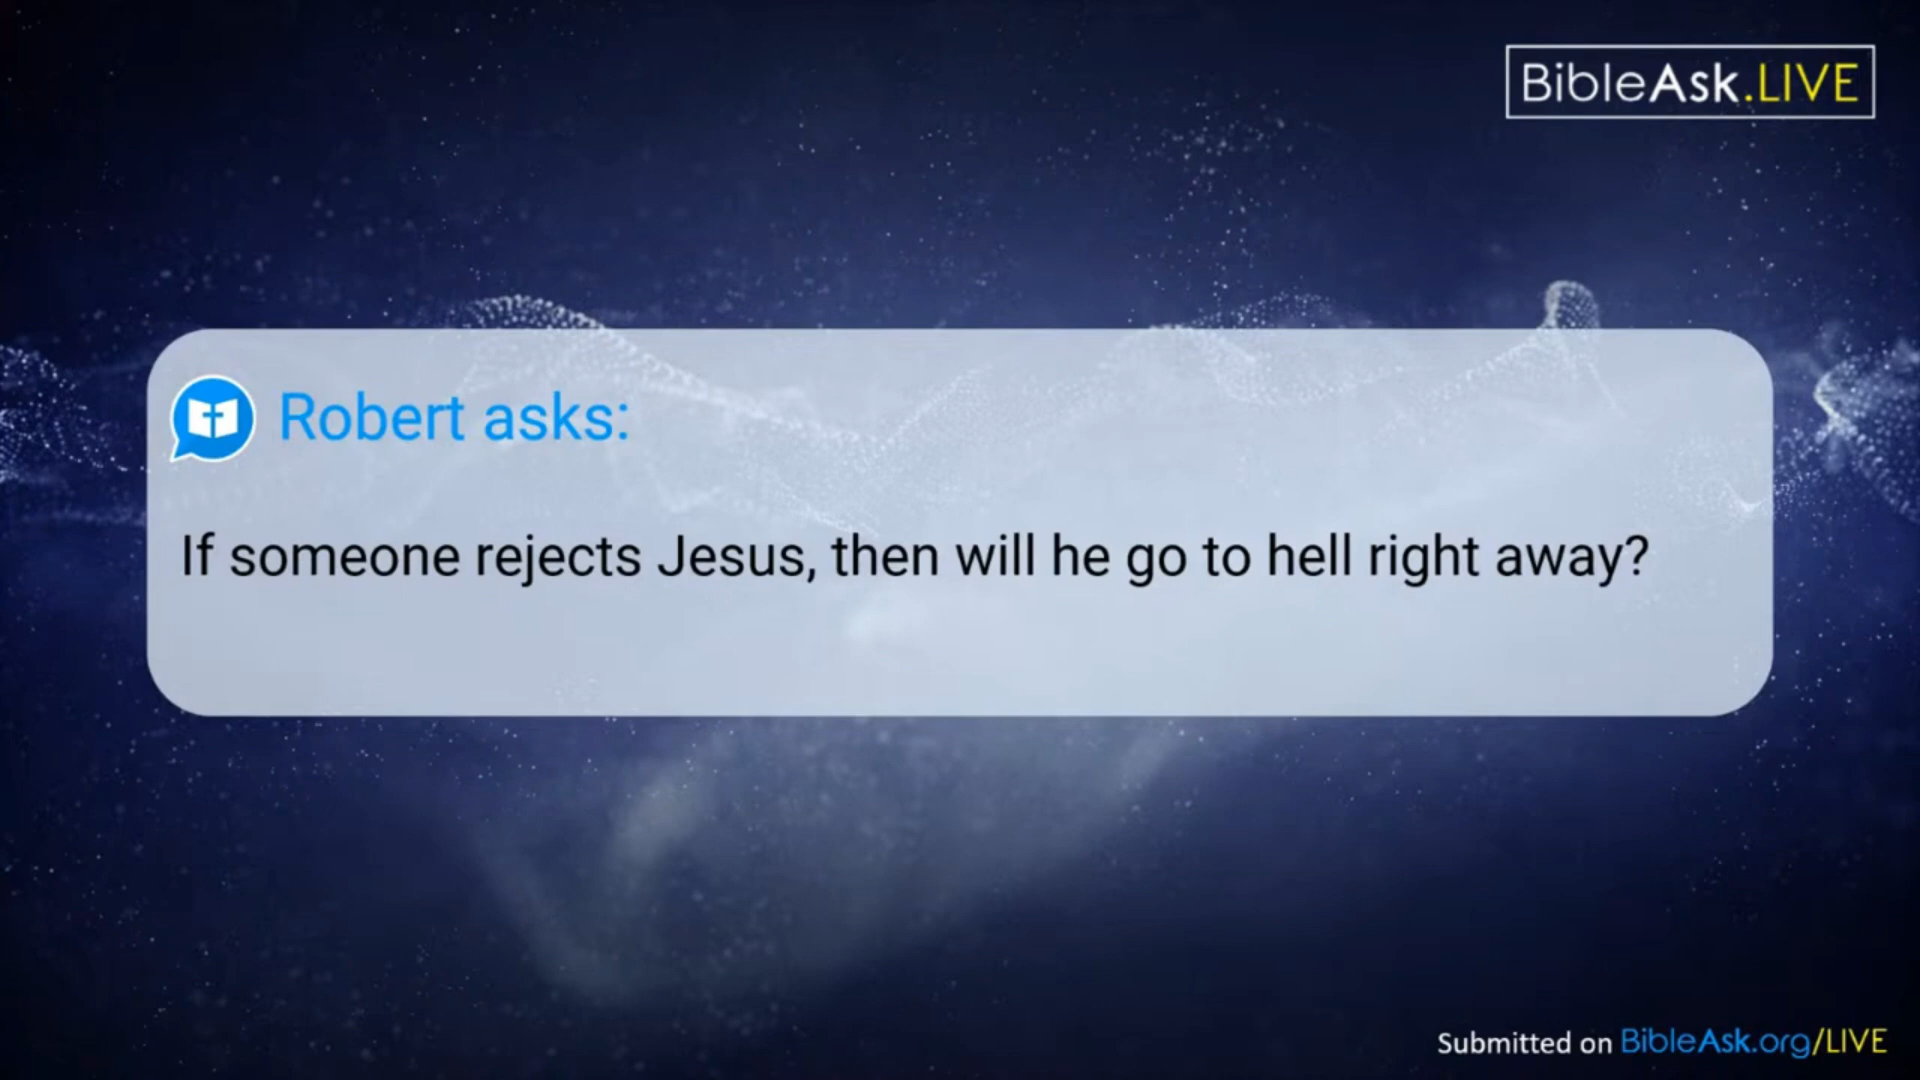 BibleAsk.LIVE
Robert asks:
If someone rejects Jesus, then will he go to hell right away?
Submitted on BibleAsk.org/LIVE